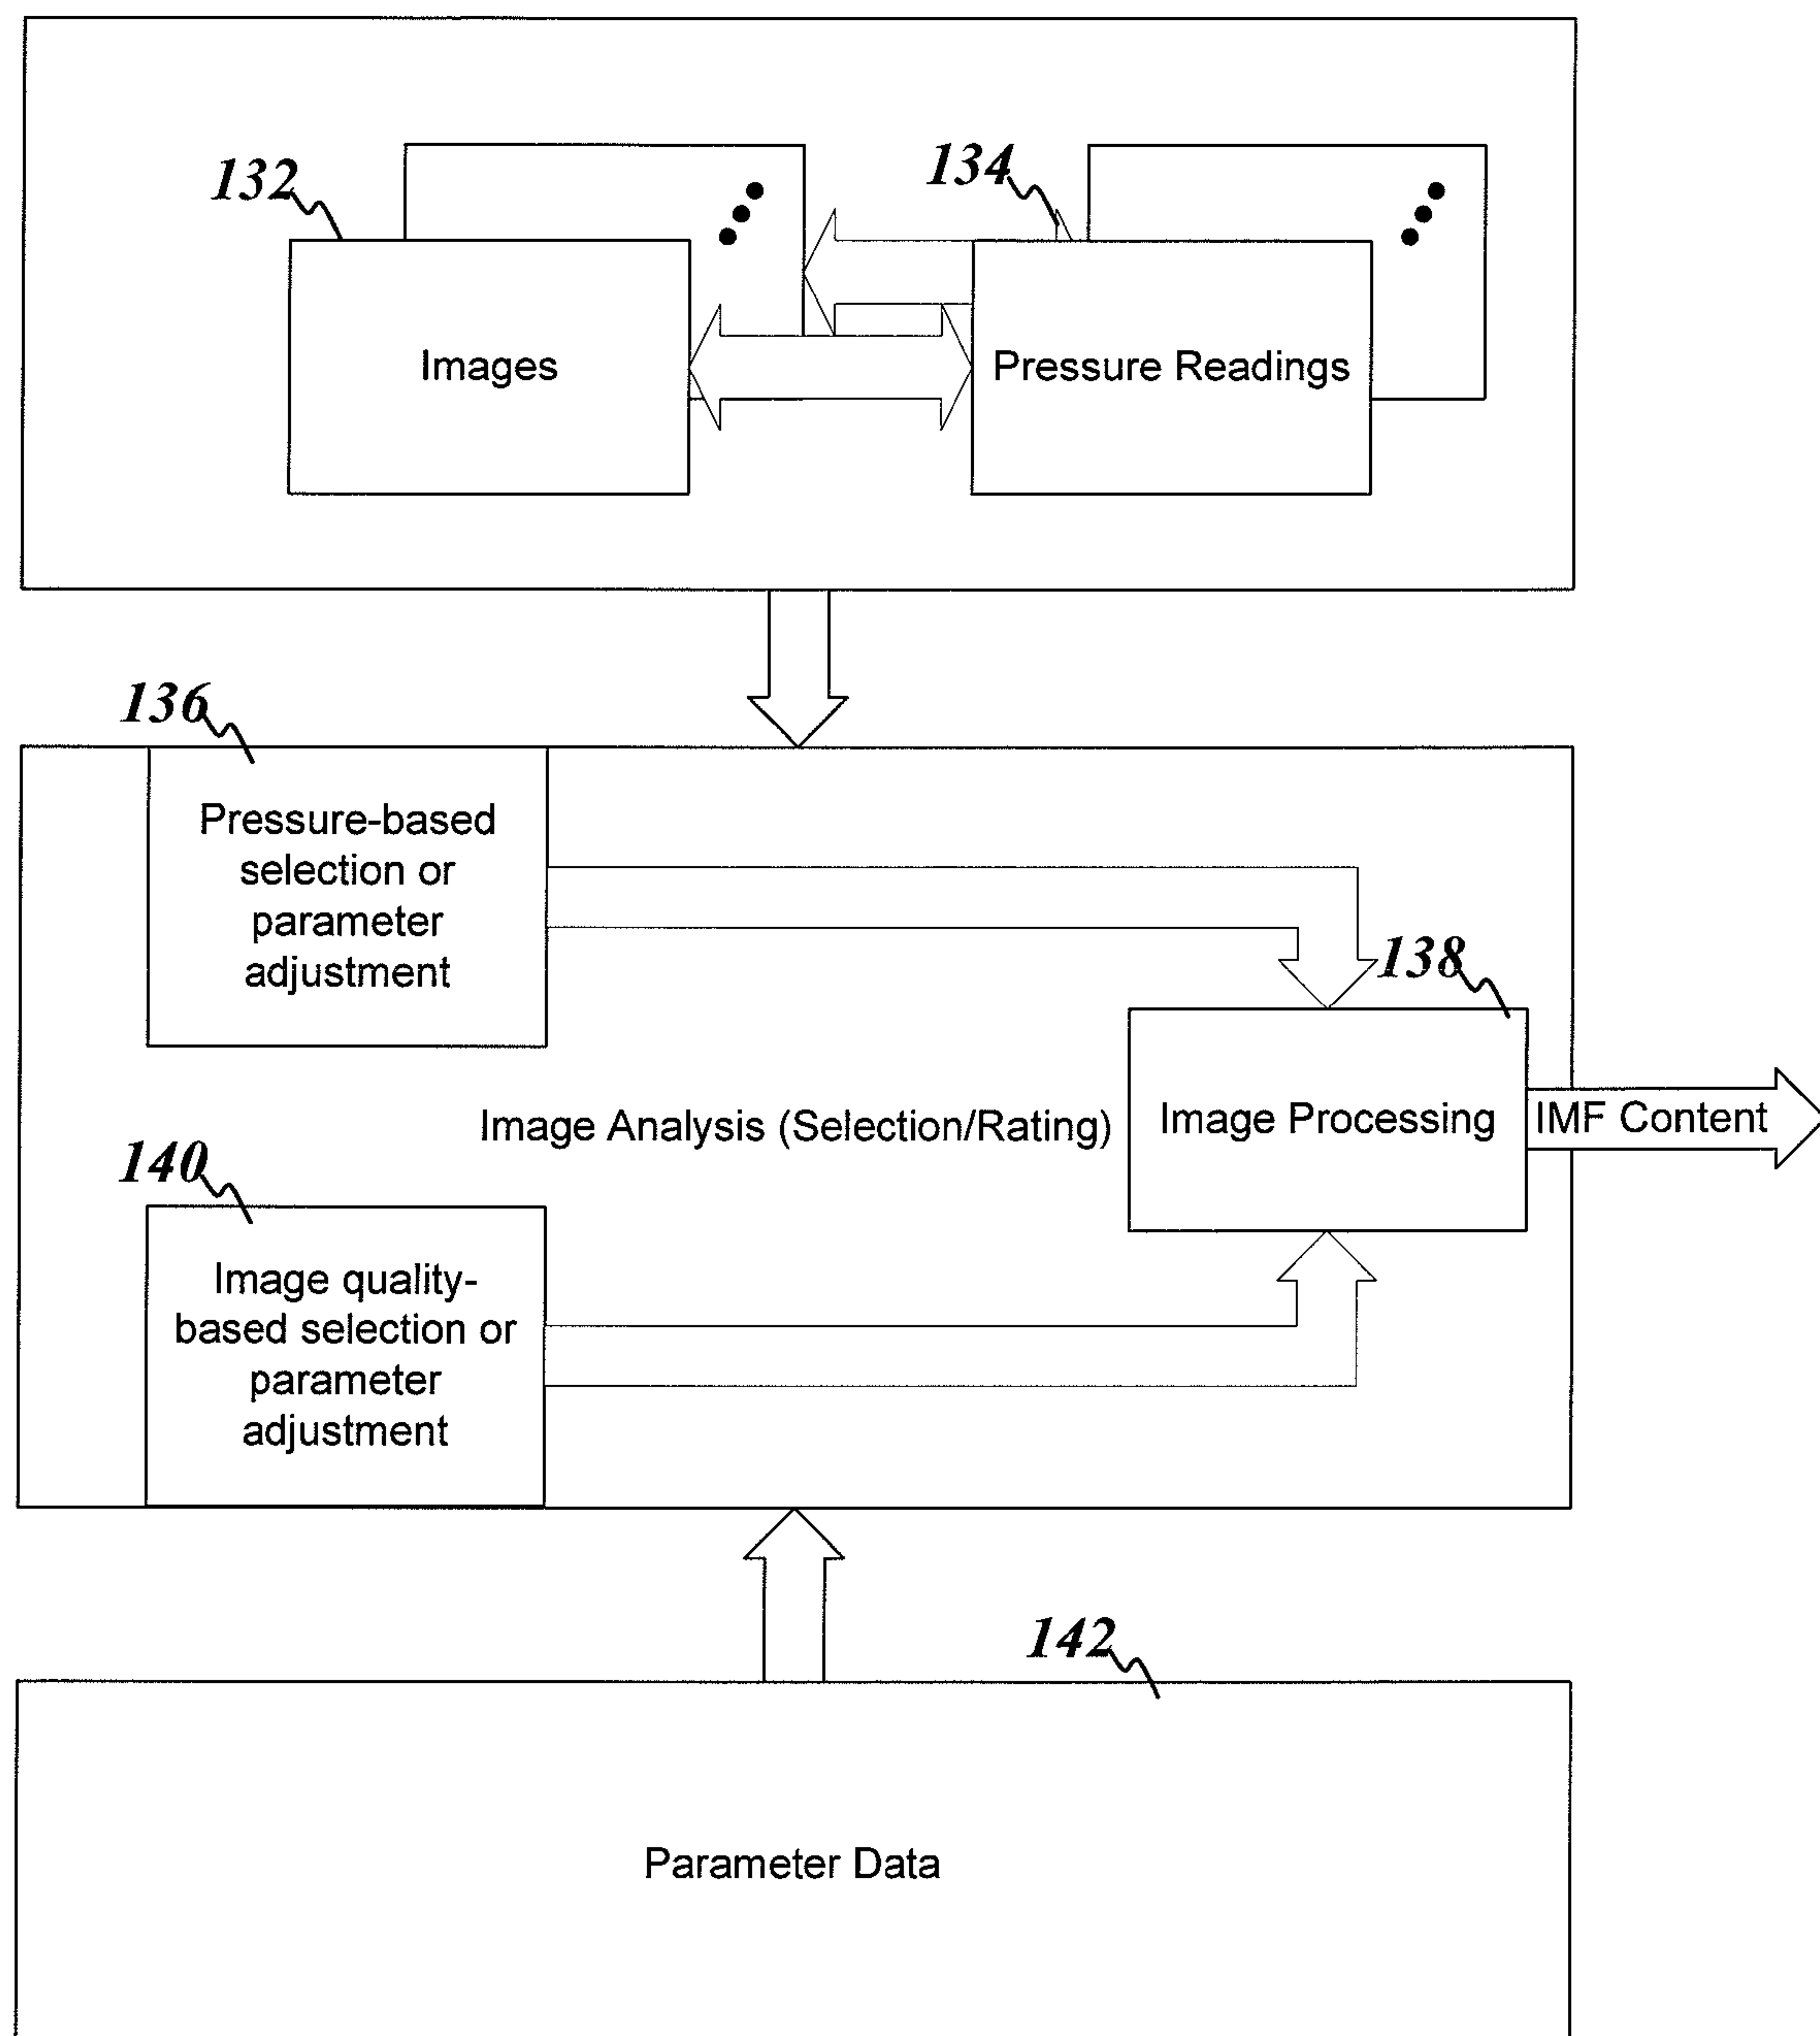 132
134
Images
Pressure Readings
136
Pressure-based
selection or
parameter
adjustment
138
Image Analysis (Selection/Rating)
Image Processing
IMF Content
140
Image quality-
based selection or
parameter
adjustment
142
Parameter Data